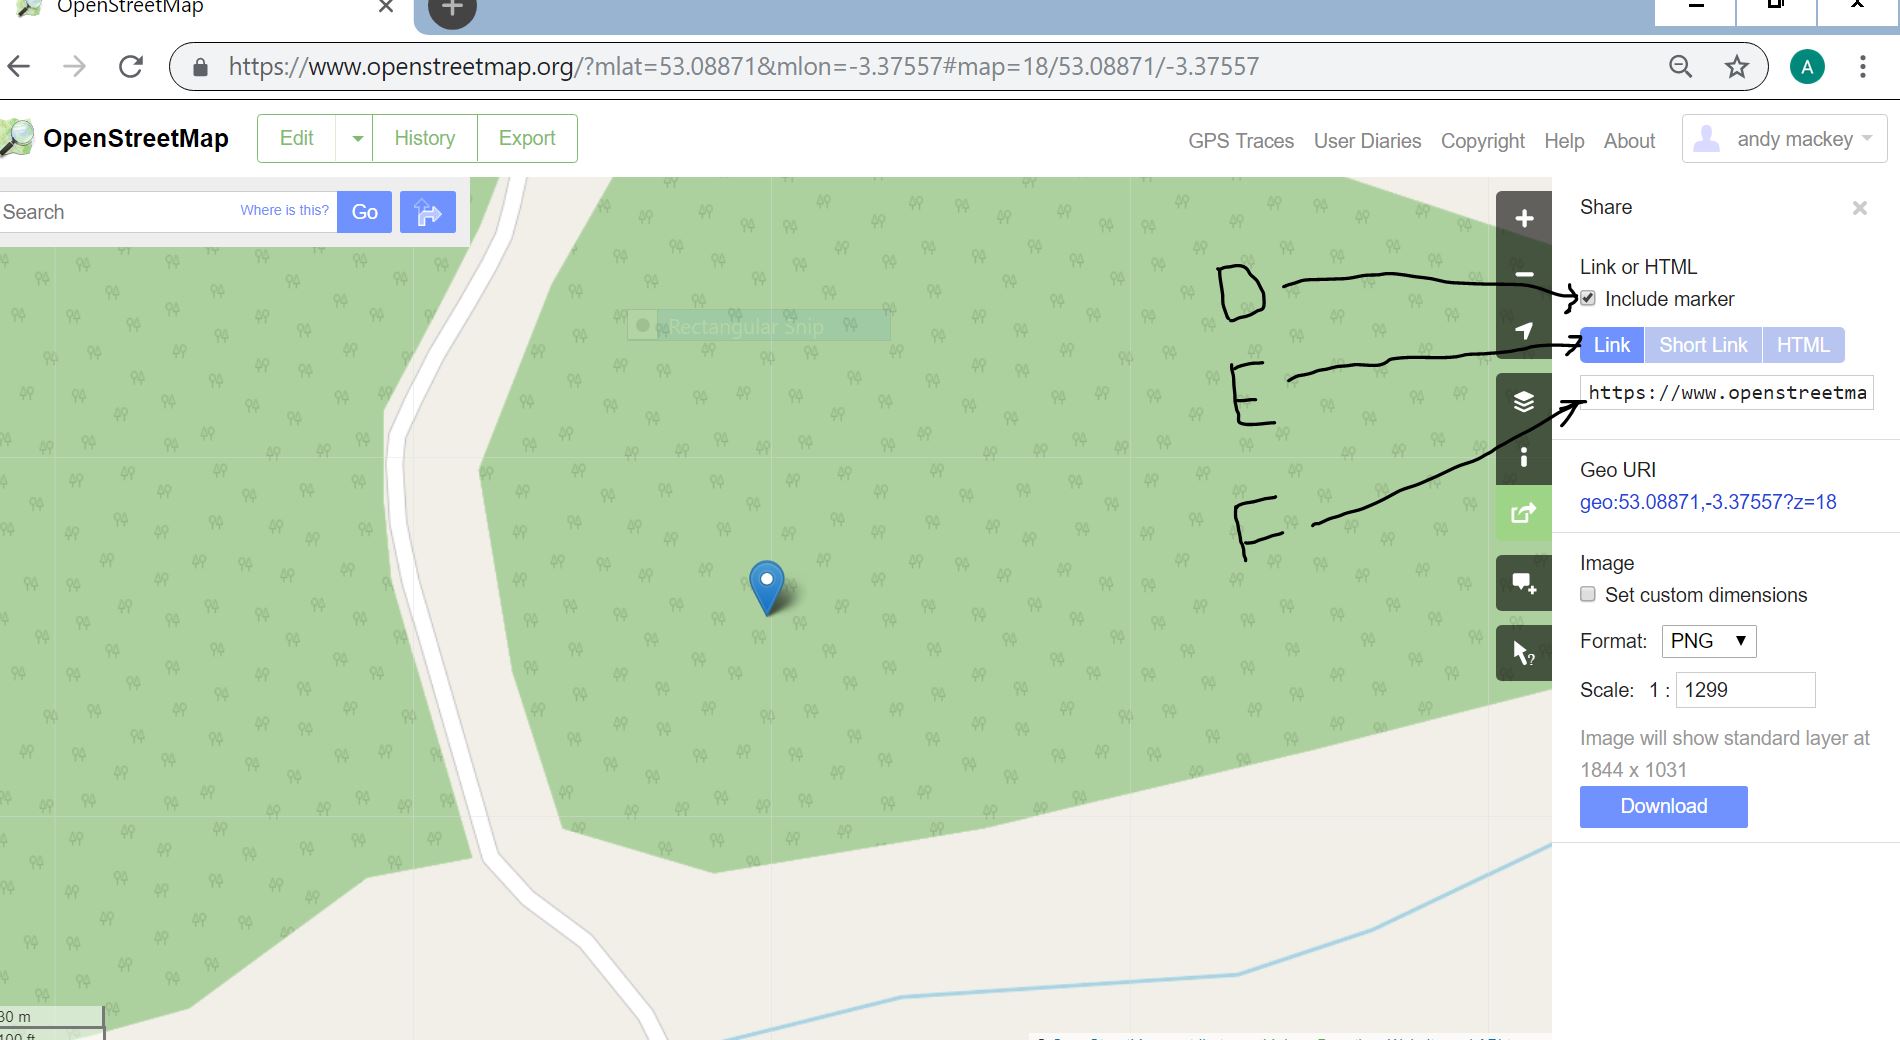 OpenStreetMap
https://www.openstreetmap.org/?mlat=53.08871&mlon=-3.37557#map=18/53.08871/-3.37557
A
OpenStreetMap
Edit
History
Export
GPS Traces
User Diaries
Copyright
Help
About
andy mackey
Search
Where is this?
Go
Share
Link or HTML
Include marker
Link
Short Link
HTML
https://www.openstreetma
Geo URI
geo:53.08871,-3.37557?z=18
Image
Set custom dimensions
Format: PNG
Scale: 1 : 1299
Image will show standard layer at
1844 x 1031
Download
D
E
F
Rectangular Snip
30 m
100 ft